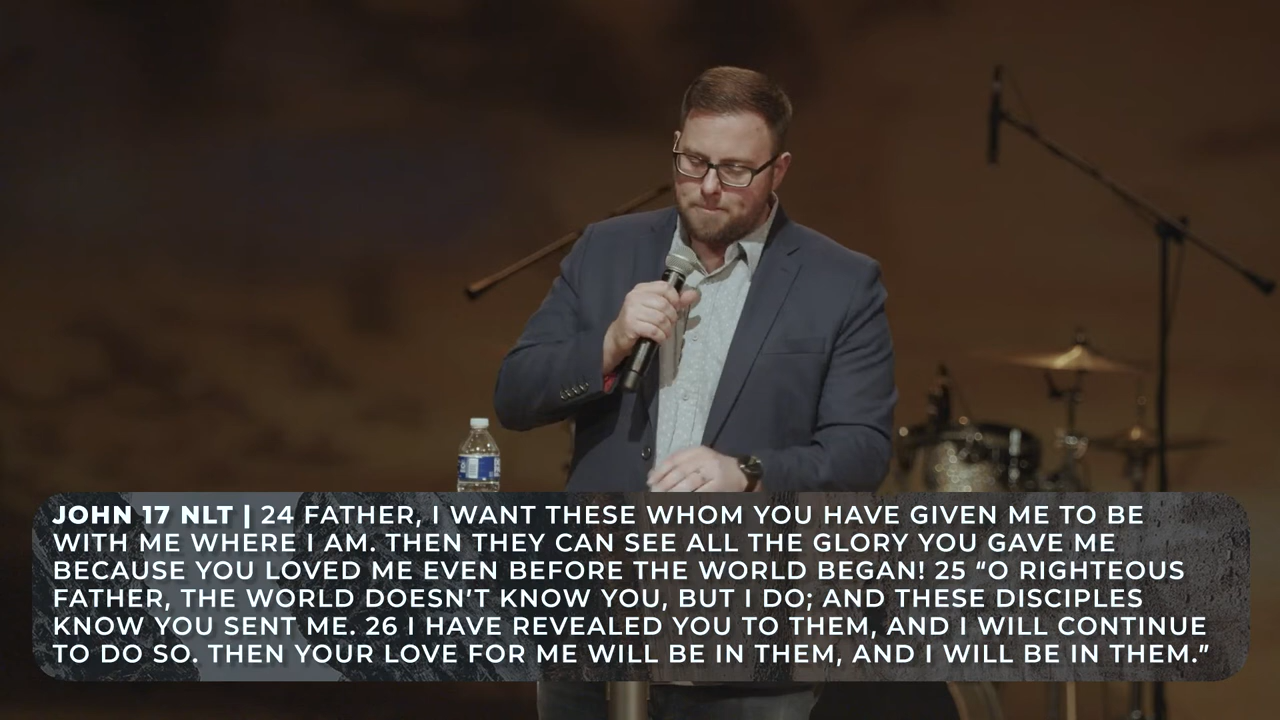 JOHN 17 NLT | 24 FATHER, I WANT THESE WHOM YOU HAVE GIVEN ME TO BE
WITH ME WHERE I AM. THEN THEY CAN SEE ALL THE GLORY YOU GAVE ME
BECAUSE YOU LOVED ME EVEN BEFORE THE WORLD BEGAN! 25 “O RIGHTEOUS
FATHER, THE WORLD DOESN’T KNOW YOU, BUT I DO; AND THESE DISCIPLES
KNOW YOU SENT ME. 26 I HAVE REVEALED YOU TO THEM, AND I WILL CONTINUE
TO DO SO. THEN YOUR LOVE FOR ME WILL BE IN THEM, AND I WILL BE IN THEM.”